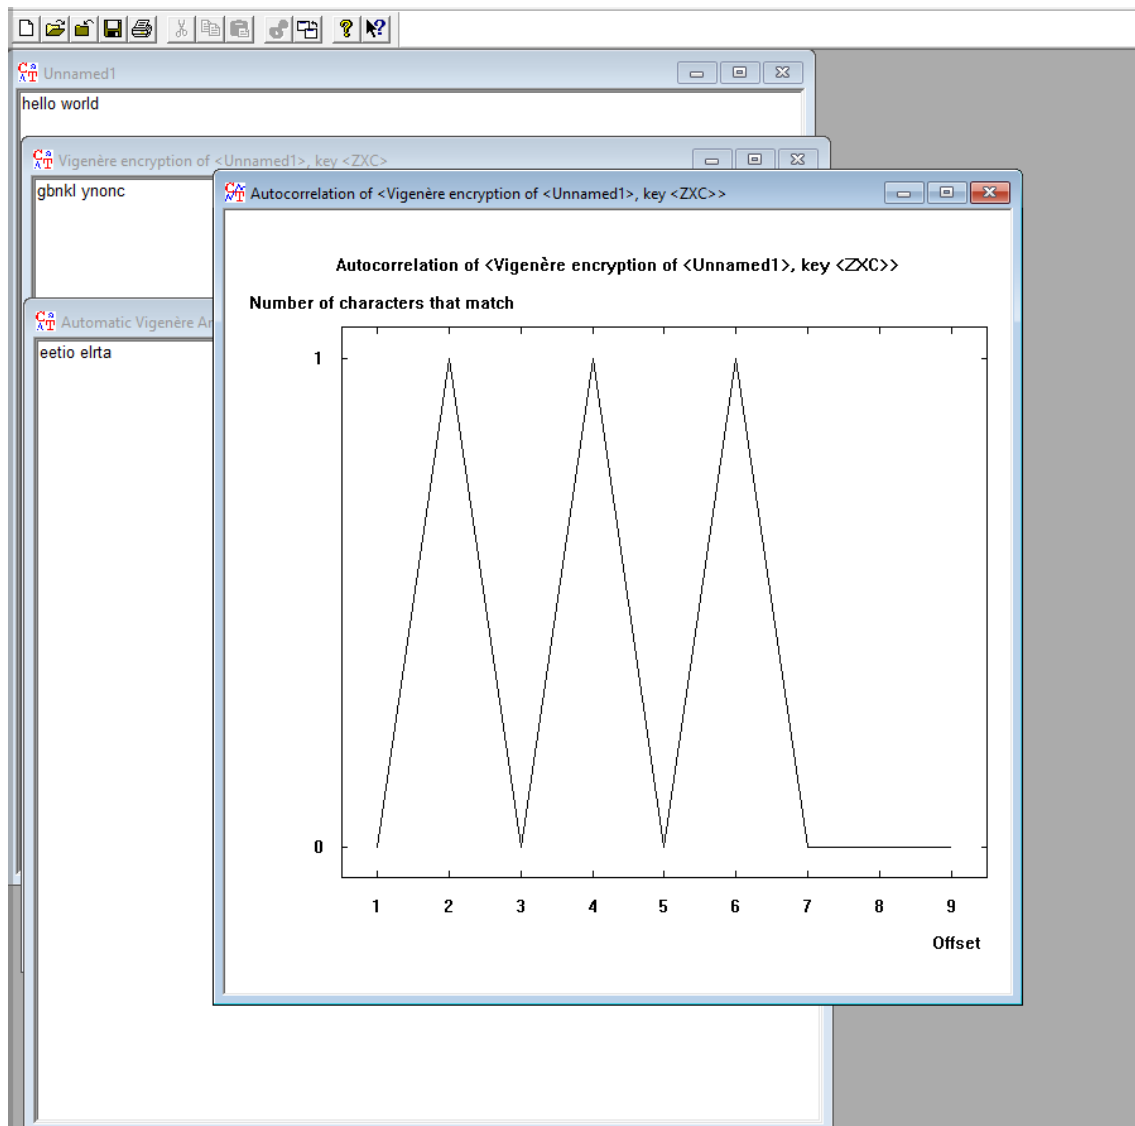 Unnamed1
hello world
Vigenère encryption of <Unnamed1>, key <ZXC>
gbnkl ynonc
Automatic Vigenère An
eetio elrta
Autocorrelation of <Vigenère encryption of <Unnamed1>, key <ZXC>>
Autocorrelation of <Vigenère encryption of <Unnamed1>, key <ZXC>>
Number of characters that match
1
0
1 2 3 4 5 6 7 8 9
Offset